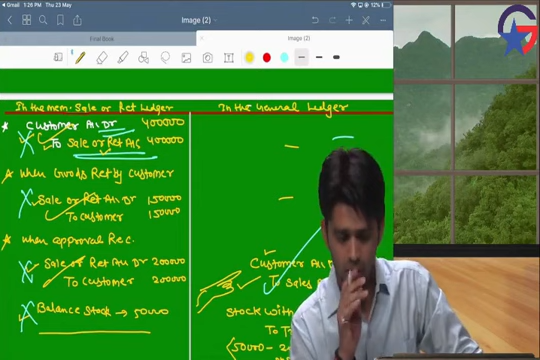 Gmail 1:26 PM Thu 23 May
12%
Image (2)
Final Book
Image (2)
In the mem. Sale or Ret Ledger
In the General Ledger
Customer A/c Dr 400000
To Sale or Ret A/c 400000
When Goods Ret by Customer
Sale or Ret A/c Dr 150000
To Customer 150000
When approval Rec.
Sale or Ret A/c Dr 200000
To Customer 200000
Balance Stock → 50000
Customer A/c
To Sales
Stock with
To
(50000 -
G